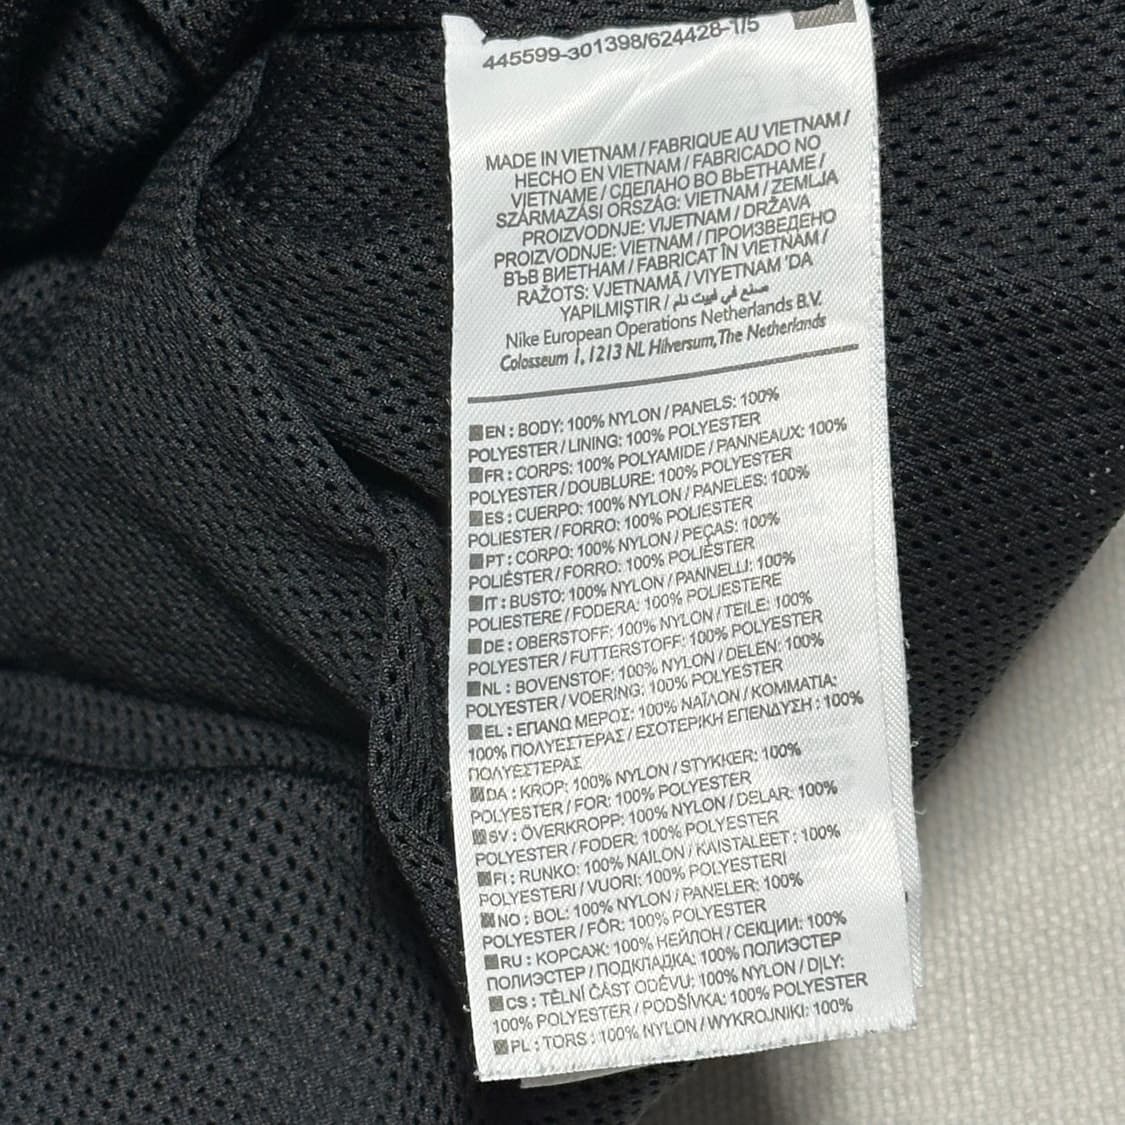 445599-301398/624428-1/5
MADE IN VIETNAM / FABRIQUE AU VIETNAM /
HECHO EN VIETNAM / FABRICADO NO
VIETNAME / СДЕЛАНО ВО ВЬЕТНАМЕ /
SZÁRMAZÁSI ORSZÁG: VIETNAM / ZEMLJA
PROIZVODNJE: VIJETNAM / DRŽAVA
PROIZVODNJE: VIETNAM / ПРОИЗВЕДЕНО
ВЪВ ВИЕТНАМ / FABRICAT ÎN VIETNAM /
RAŽOTS: VJETNAMĀ / VIYETNAM 'DA
YAPILMIŞTIR / صنع في فييت نام
Nike European Operations Netherlands B.V.
Colosseum 1, 1213 NL Hilversum, The Netherlands
EN : BODY: 100% NYLON / PANELS: 100%
POLYESTER / LINING: 100% POLYESTER
FR : CORPS: 100% POLYAMIDE / PANNEAUX: 100%
POLYESTER / DOUBLURE: 100% POLYESTER
ES : CUERPO: 100% NYLON / PANELES: 100%
POLIESTER / FORRO: 100% POLIESTER
PT : CORPO: 100% NYLON / PEÇAS: 100%
POLIÉSTER / FORRO: 100% POLIÉSTER
IT : BUSTO: 100% NYLON / PANNELLI: 100%
POLIESTERE / FODERA: 100% POLIESTERE
DE : OBERSTOFF: 100% NYLON / TEILE: 100%
POLYESTER / FUTTERSTOFF: 100% POLYESTER
NL : BOVENSTOF: 100% NYLON / DELEN: 100%
POLYESTER / VOERING: 100% POLYESTER
EL : ΕΠΑΝΩ ΜΕΡΟΣ: 100% ΝΑΪΛΟΝ / ΚΟΜΜΑΤΙΑ:
100% ΠΟΛΥΕΣΤΕΡΑΣ / ΕΣΩΤΕΡΙΚΗ ΕΠΕΝΔΥΣΗ : 100%
ΠΟΛΥΕΣΤΕΡΑΣ
DA : KROP: 100% NYLON / STYKKER: 100%
POLYESTER / FOR: 100% POLYESTER
SV : ÖVERKROPP: 100% NYLON / DELAR: 100%
POLYESTER / FODER: 100% POLYESTER
FI : RUNKO: 100% NAILON / KAISTALEET : 100%
POLYESTERI / VUORI: 100% POLYESTERI
NO : BOL: 100% NYLON / PANELER: 100%
POLYESTER / FÔR: 100% POLYESTER
RU : КОРСАЖ: 100% НЕЙЛОН / СЕКЦИИ: 100%
ПОЛИЭСТЕР / ПОДКЛАДКА: 100% ПОЛИЭСТЕР
CS : TĚLNÍ ČÁST ODĚVU: 100% NYLON / DÍLY:
100% POLYESTER / PODŠÍVKA: 100% POLYESTER
PL : TORS : 100% NYLON / WYKROJNIKI: 100%